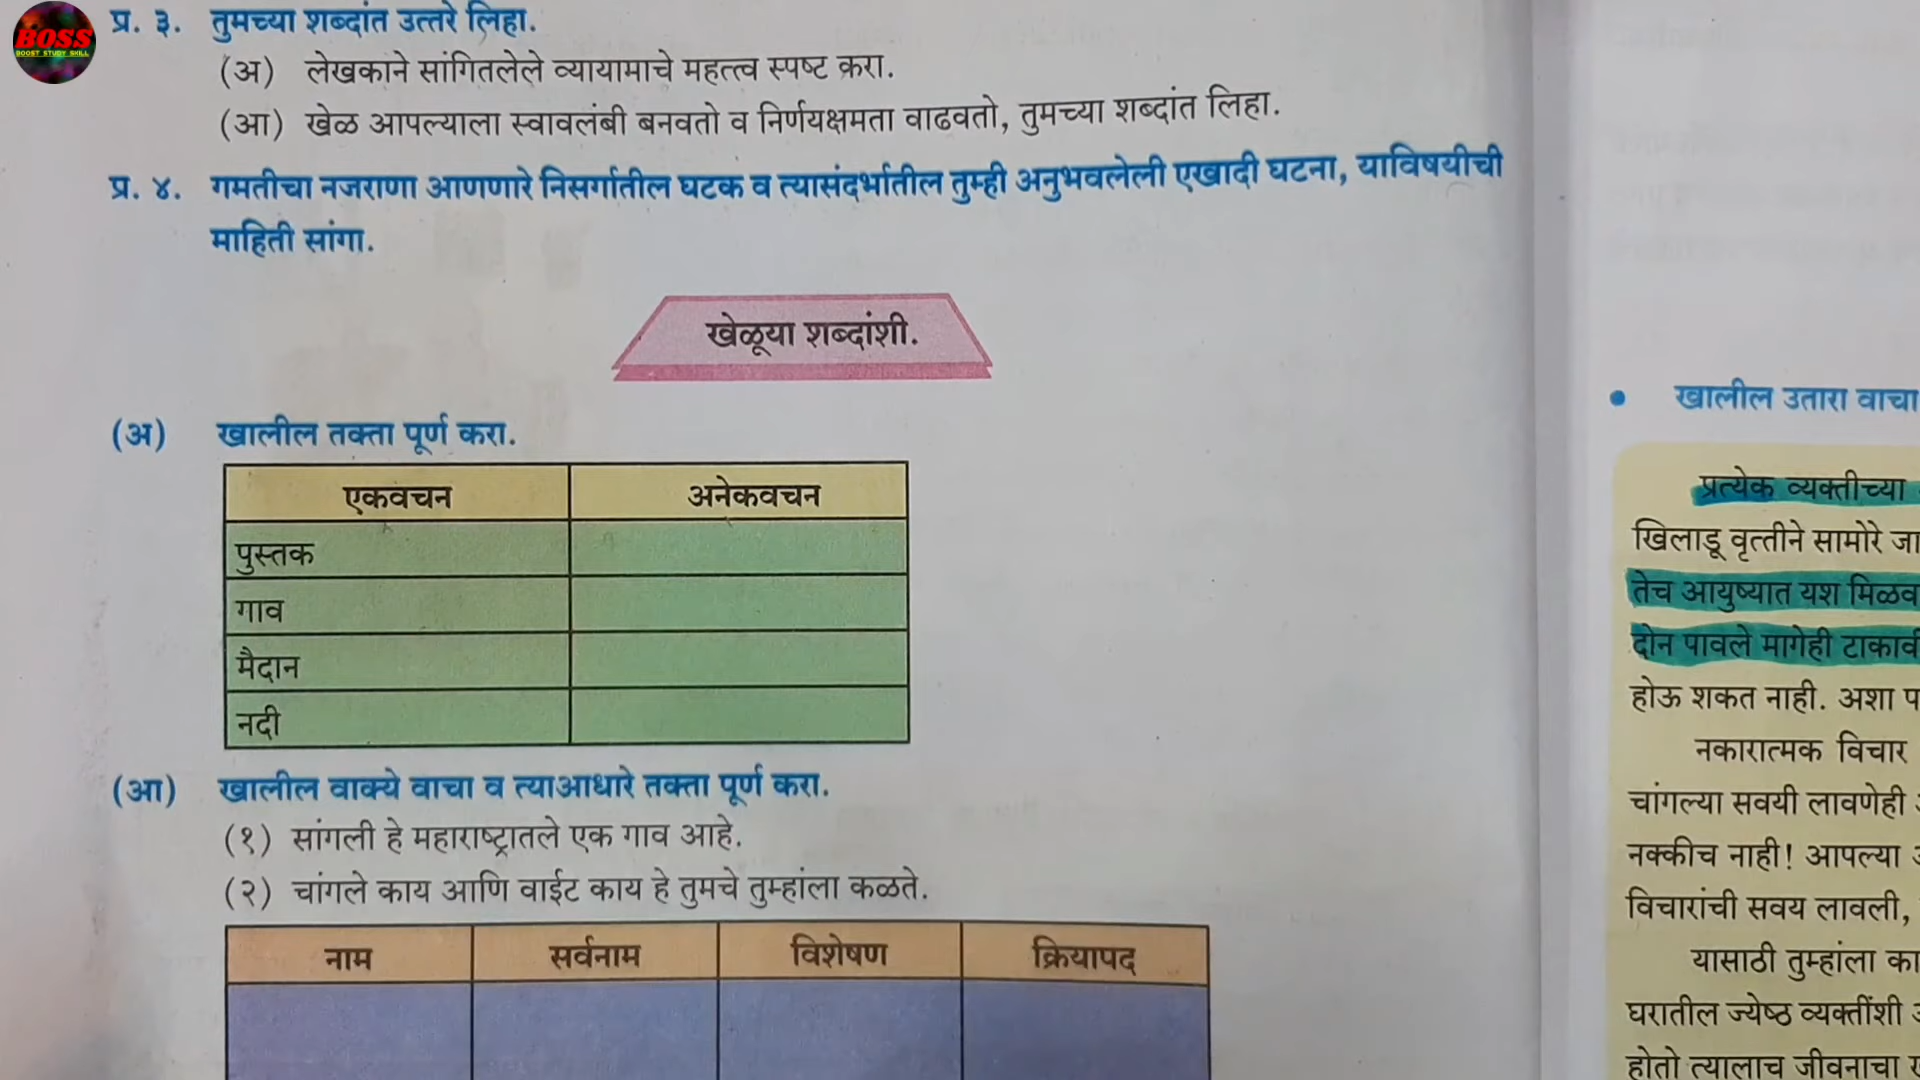 BOSS
BOOST STUDY SKILL
प्र. ३. तुमच्या शब्दांत उत्तरे लिहा.
(अ) लेखकाने सांगितलेले व्यायामाचे महत्त्व स्पष्ट करा.
(आ) खेळ आपल्याला स्वावलंबी बनवतो व निर्णयक्षमता वाढवतो, तुमच्या शब्दांत लिहा.
प्र. ४. गमतीचा नजराणा आणणारे निसर्गातील घटक व त्यासंदर्भातील तुम्ही अनुभवलेली एखादी घटना, याविषयीची
माहिती सांगा.
खेळूया शब्दांशी.
(अ) खालील तक्ता पूर्ण करा.
एकवचन अनेकवचन
पुस्तक
गाव
मैदान
नदी
(आ) खालील वाक्ये वाचा व त्याआधारे तक्ता पूर्ण करा.
(१) सांगली हे महाराष्ट्रातले एक गाव आहे.
(२) चांगले काय आणि वाईट काय हे तुमचे तुम्हांला कळते.
नाम सर्वनाम विशेषण क्रियापद
• खालील उतारा वाचा
प्रत्येक व्यक्तीच्या
खिलाडू वृत्तीने सामोरे
तेच आयुष्यात यश
दोन पावले मागेही
होऊ शकत नाही. अशा
नकारात्मक विचार
चांगल्या सवयी लावणेही
नक्कीच नाही! आपल्या
विचारांची सवय लावली,
यासाठी तुम्हांला
घरातील ज्येष्ठ व्यक्तींशी
होतो त्यालाच जीवनाचा